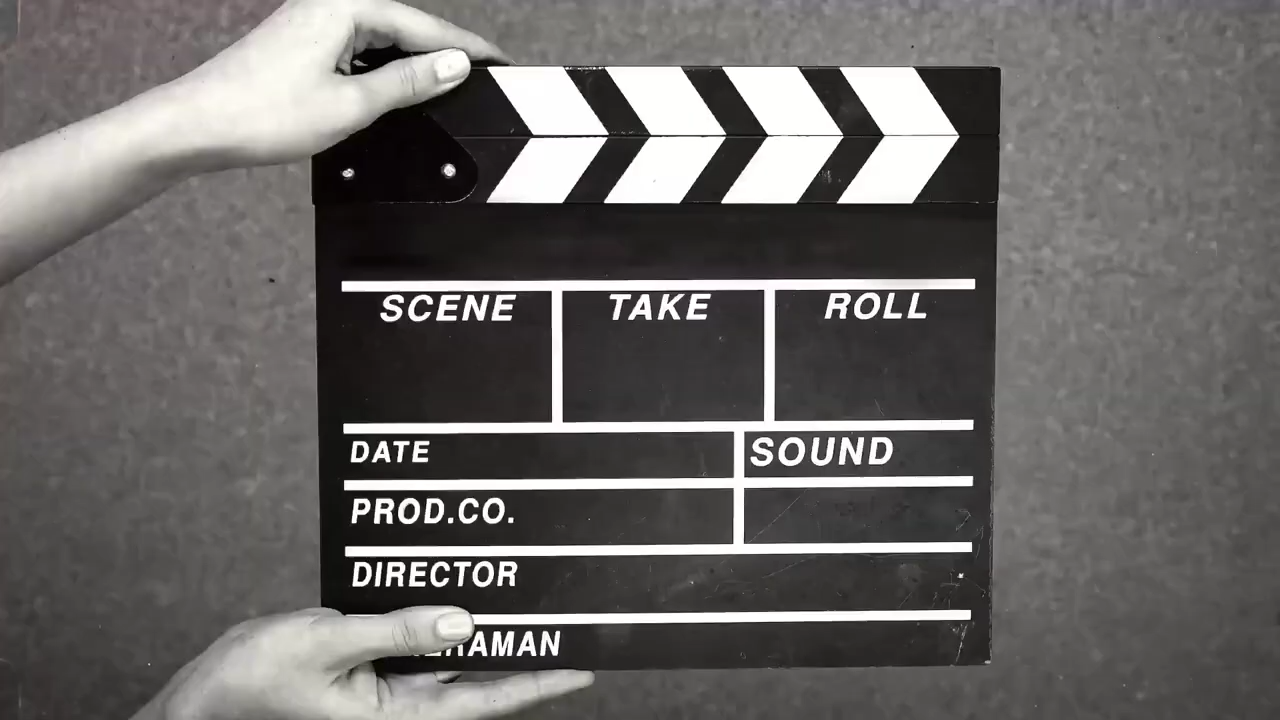 SCENE TAKE ROLL
DATE SOUND
PROD.CO.
DIRECTOR